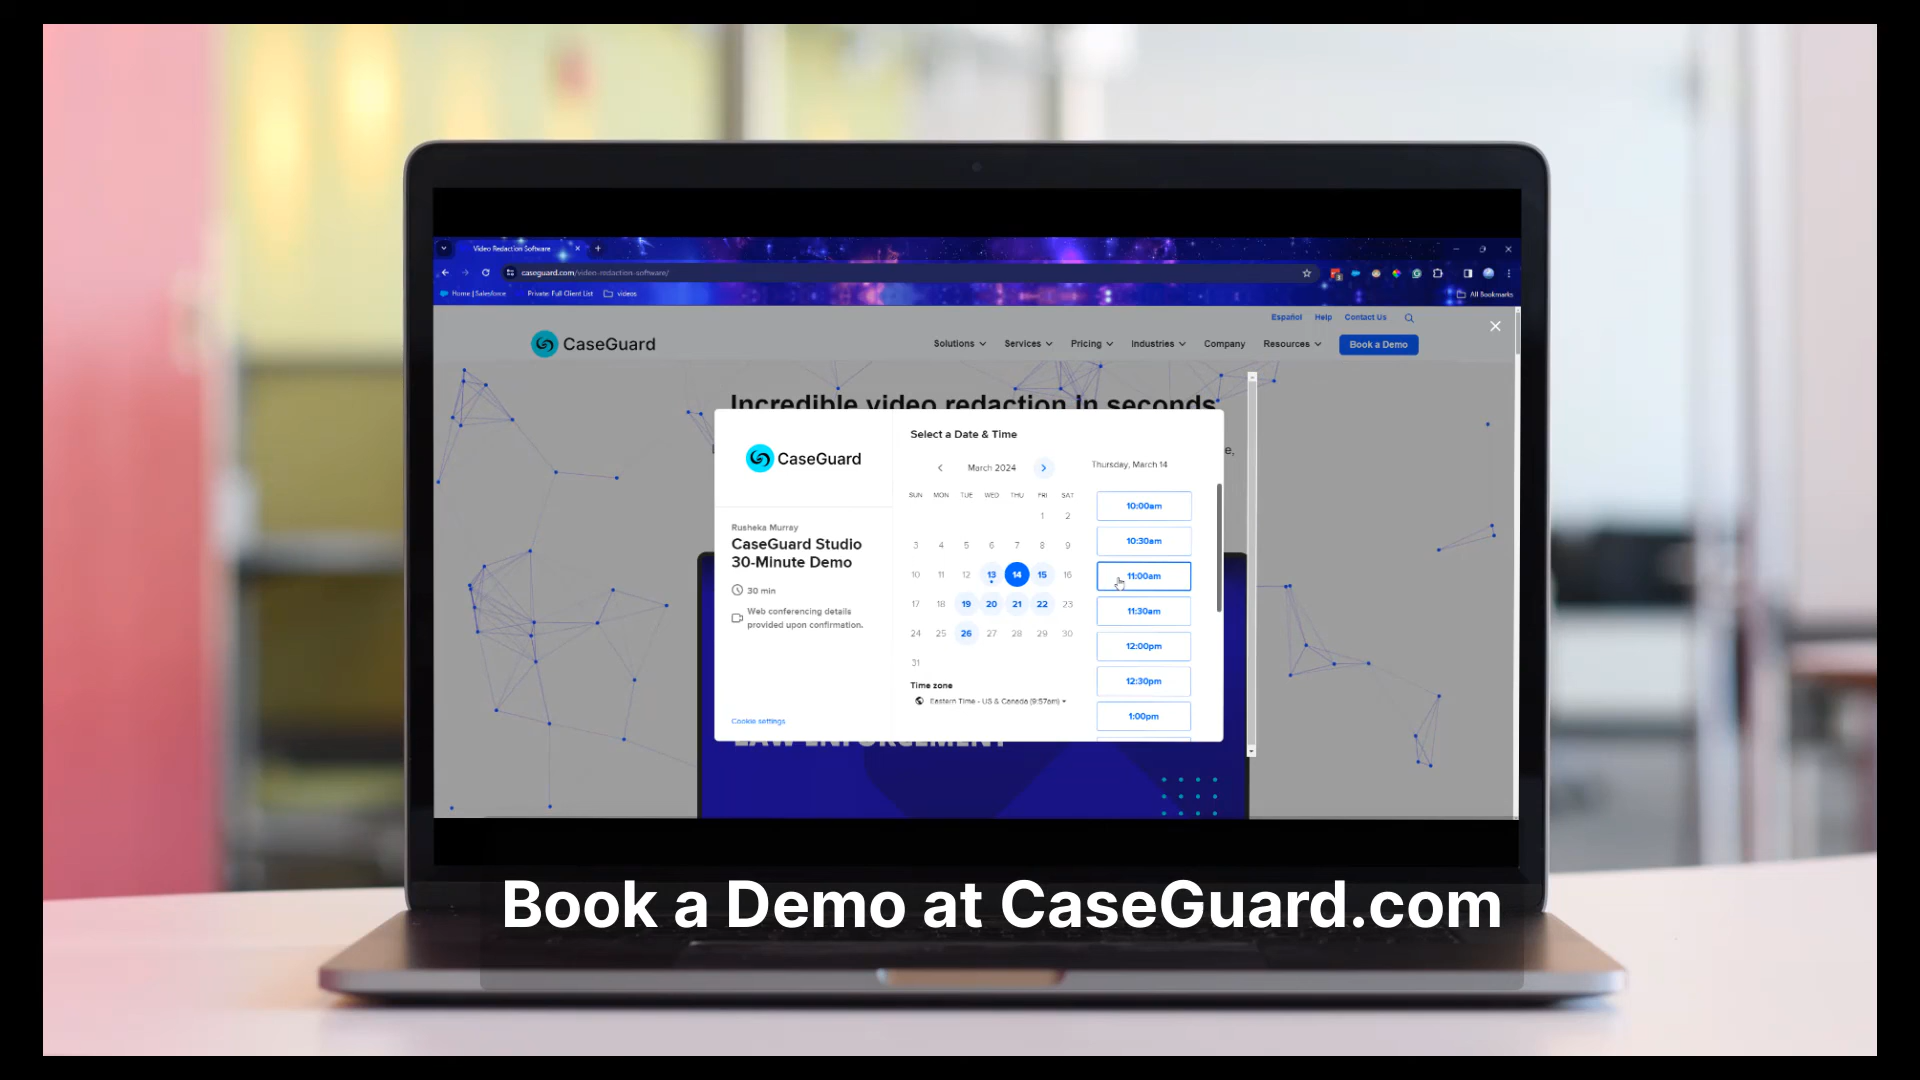 Video Redaction Software
caseguard.com/video-redaction-software/
Home | Salesforce
Private: Full Client List
videos
All Bookmarks
Español
Help
Contact Us
CaseGuard
Solutions
Services
Pricing
Industries
Company
Resources
Book a Demo
Incredible video redaction in seconds
CaseGuard
Rusheka Murray
CaseGuard Studio
30-Minute Demo
30 min
Web conferencing details
provided upon confirmation.
Cookie settings
Select a Date & Time
March 2024
SUN MON TUE WED THU FRI SAT
1 2
3 4 5 6 7 8 9
10 11 12 13 14 15 16
17 18 19 20 21 22 23
24 25 26 27 28 29 30
31
Time zone
Eastern Time - US & Canada (9:57am)
Thursday, March 14
10:00am
10:30am
11:00am
11:30am
12:00pm
12:30pm
1:00pm
LAW ENFORCEMENT
Book a Demo at CaseGuard.com